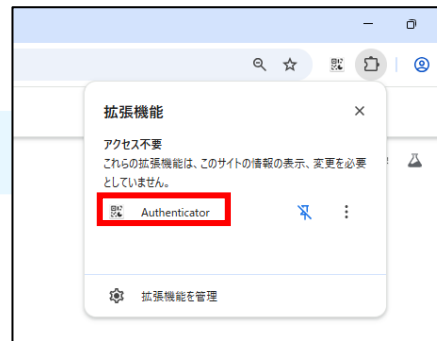 拡張機能
アクセス不要
これらの拡張機能は、このサイトの情報の表示、変更を必要
としていません。
Authenticator
拡張機能を管理